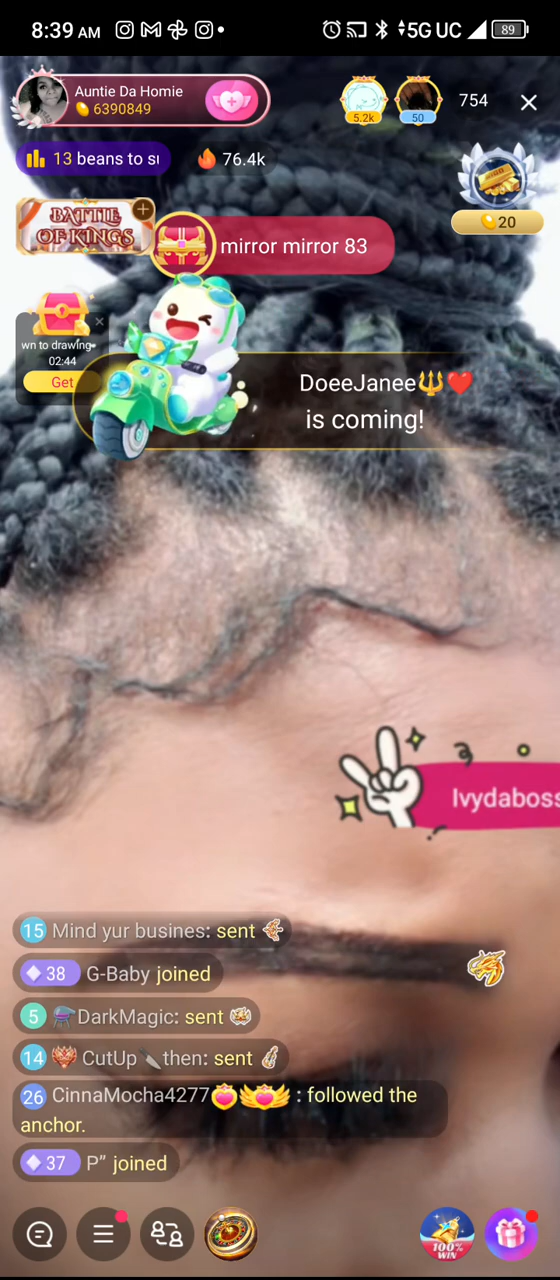 8:39 AM
5G UC
89
Auntie Da Homie
6390849
5.2k
50
754
13 beans to su
76.4k
20
BATTLE
OF KINGS
mirror mirror 83
wn to drawing
02:44
Get
DoeeJanee🔱❤️
is coming!
Ivydaboss
15 Mind yur busines: sent
38 G-Baby joined
5 DarkMagic: sent
14 CutUp🔪then: sent
26 CinnaMocha4277 : followed the
anchor.
37 P” joined
100%
WIN